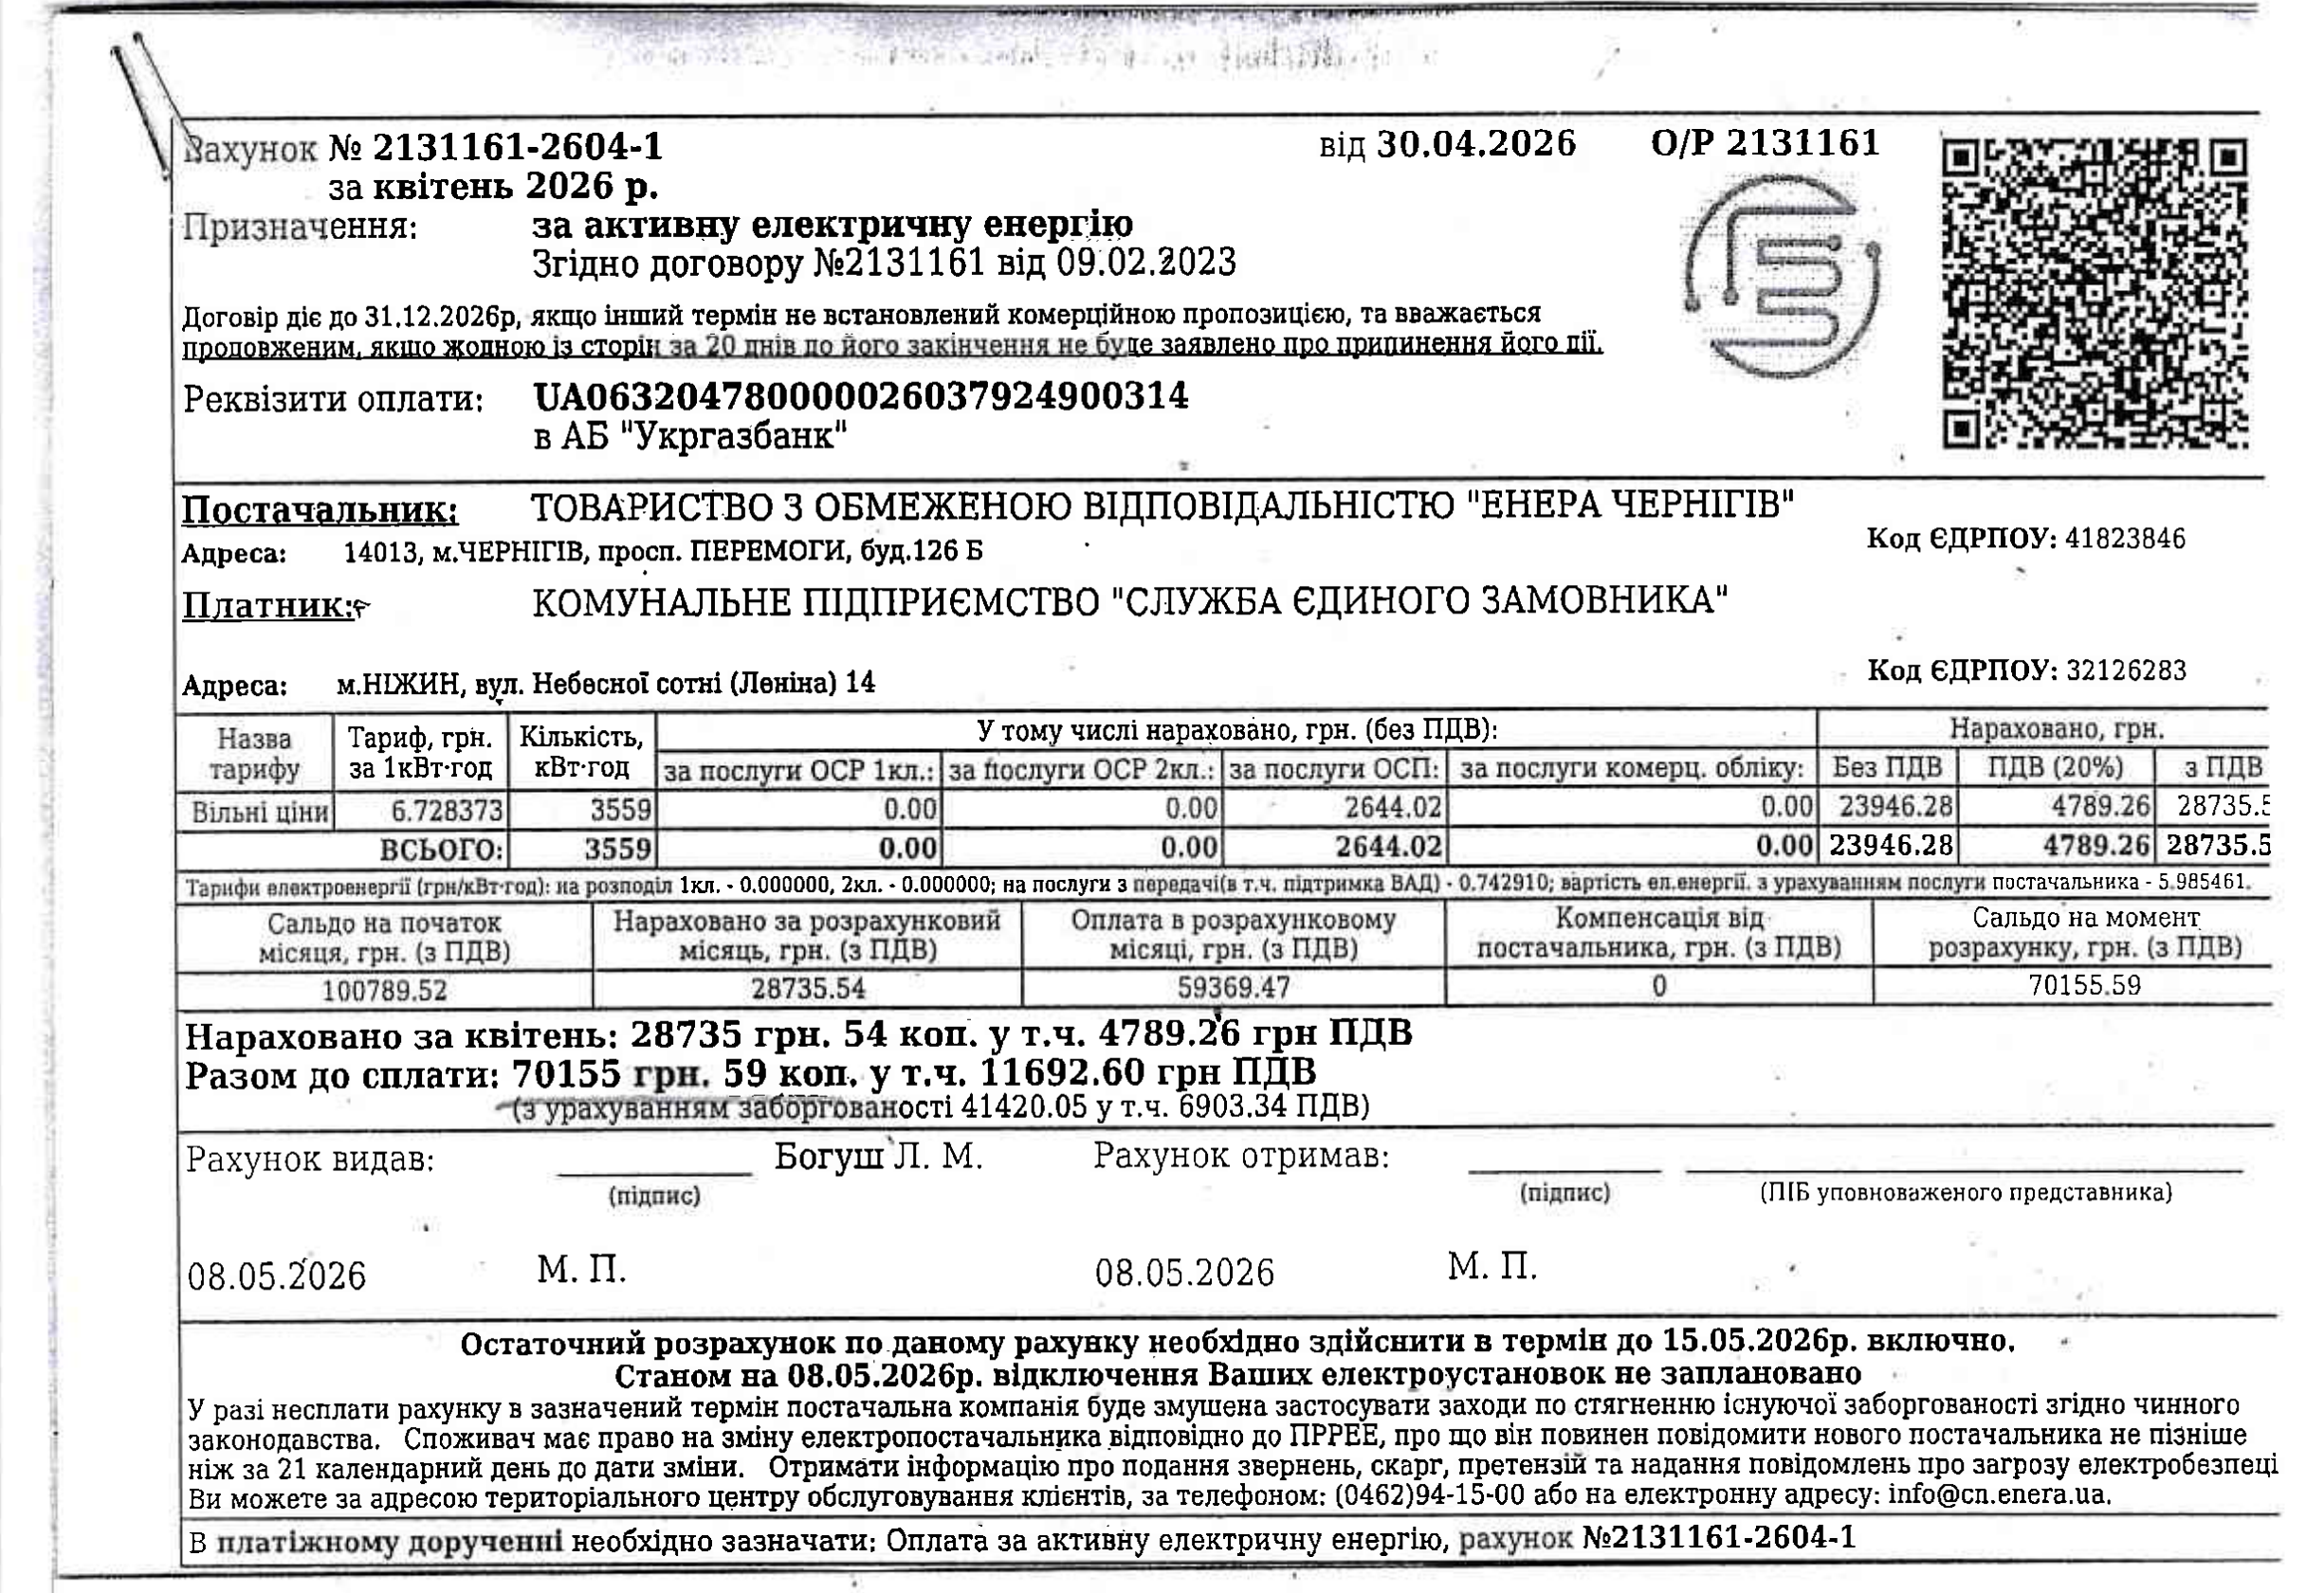 Рахунок № 2131161-2604-1 від 30.04.2026 О/Р 2131161
за квітень 2026 р.
Призначення: за активну електричну енергію
Згідно договору №2131161 від 09.02.2023
Договір діє до 31.12.2026р, якщо інший термін не встановлений комерційною пропозицією, та вважається
проповженим, якщо жодною із сторін за 20 днів до його закінчення не буде заявлено про припинення його дії.
Реквізити оплати: UA063204780000026037924900314
в АБ "Укргазбанк"
Постачальник: ТОВАРИСТВО З ОБМЕЖЕНОЮ ВІДПОВІДАЛЬНІСТЮ "ЕНЕРА ЧЕРНІГІВ"
Адреса: 14013, м.ЧЕРНІГІВ, просп. ПЕРЕМОГИ, буд.126 Б Код ЄДРПОУ: 41823846
Платник: КОМУНАЛЬНЕ ПІДПРИЄМСТВО "СЛУЖБА ЄДИНОГО ЗАМОВНИКА"
Адреса: м.НІЖИН, вул. Небесної сотні (Леніна) 14 Код ЄДРПОУ: 32126283
Назва тарифу Тариф, грн. за 1кВт·год Кількість, кВт·год У тому числі нараховано, грн. (без ПДВ): Нараховано, грн.
за послуги ОСР 1кл.: за послуги ОСР 2кл.: за послуги ОСП: за послуги комерц. обліку: Без ПДВ ПДВ (20%) з ПДВ
Вільні ціни 6.728373 3559 0.00 0.00 2644.02 0.00 23946.28 4789.26 28735.5
ВСЬОГО: 3559 0.00 0.00 2644.02 0.00 23946.28 4789.26 28735.5
Тарифи електроенергії (грн/кВт·год): на розподіл 1кл. - 0.000000, 2кл. - 0.000000; на послуги з передачі(в т.ч. підтримка ВАД) - 0.742910; вартість ел.енергії. з урахуванням послуги постачальника - 5.985461.
Сальдо на початок місяця, грн. (з ПДВ) Нараховано за розрахунковий місяць, грн. (з ПДВ) Оплата в розрахунковому місяці, грн. (з ПДВ) Компенсація від постачальника, грн. (з ПДВ) Сальдо на момент розрахунку, грн. (з ПДВ)
100789.52 28735.54 59369.47 0 70155.59
Нараховано за квітень: 28735 грн. 54 коп. у т.ч. 4789.26 грн ПДВ
Разом до сплати: 70155 грн. 59 коп. у т.ч. 11692.60 грн ПДВ
(з урахуванням заборгованості 41420.05 у т.ч. 6903.34 ПДВ)
Рахунок видав: Богуш Л. М. Рахунок отримав:
(підпис) (підпис) (ПІБ уповноваженого представника)
08.05.2026 М. П. 08.05.2026 М. П.
Остаточний розрахунок по даному рахунку необхідно здійснити в термін до 15.05.2026р. включно.
Станом на 08.05.2026р. відключення Ваших електроустановок не заплановано
У разі несплати рахунку в зазначений термін постачальна компанія буде змушена застосувати заходи по стягненню існуючої заборгованості згідно чинного
законодавства. Споживач має право на зміну електропостачальника відповідно до ПРРЕЕ, про що він повинен повідомити нового постачальника не пізніше
ніж за 21 календарний день до дати зміни. Отримати інформацію про подання звернень, скарг, претензій та надання повідомлень про загрозу електробезпеці
Ви можете за адресою територіального центру обслуговування клієнтів, за телефоном: (0462)94-15-00 або на електронну адресу: info@cn.enera.ua.
В платіжному дорученні необхідно зазначати: Оплата за активну електричну енергію, рахунок №2131161-2604-1